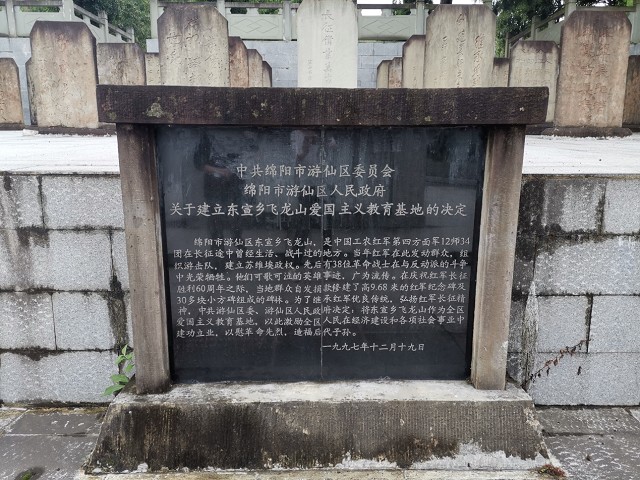 中共绵阳市游仙区委员会
绵阳市游仙区人民政府
关于建立东宣乡飞龙山爱国主义教育基地的决定
绵阳市游仙区东宣乡飞龙山，是中国工农红军第四方面军12师34
团在长征途中曾经生活、战斗过的地方。当年红军在此发动群众，组
织游击队，建立苏维埃政权。先后有38位革命战士在与反动派的斗争
中光荣牺牲。他们可歌可泣的英雄事迹，广为流传。在庆祝红军长征
胜利60周年之际，当地群众自发捐款修建了高9.68米的红军纪念碑及
30多块小方碑组成的碑林。为了继承红军优良传统，弘扬红军长征精
神，中共游仙区委、游仙区人民政府决定，将东宣乡飞龙山作为全区
爱国主义教育基地，以此激励全区人民在经济建设和各项社会事业中
建功立业，以慰革命先烈，造福后代子孙。
一九九七年十二月十九日